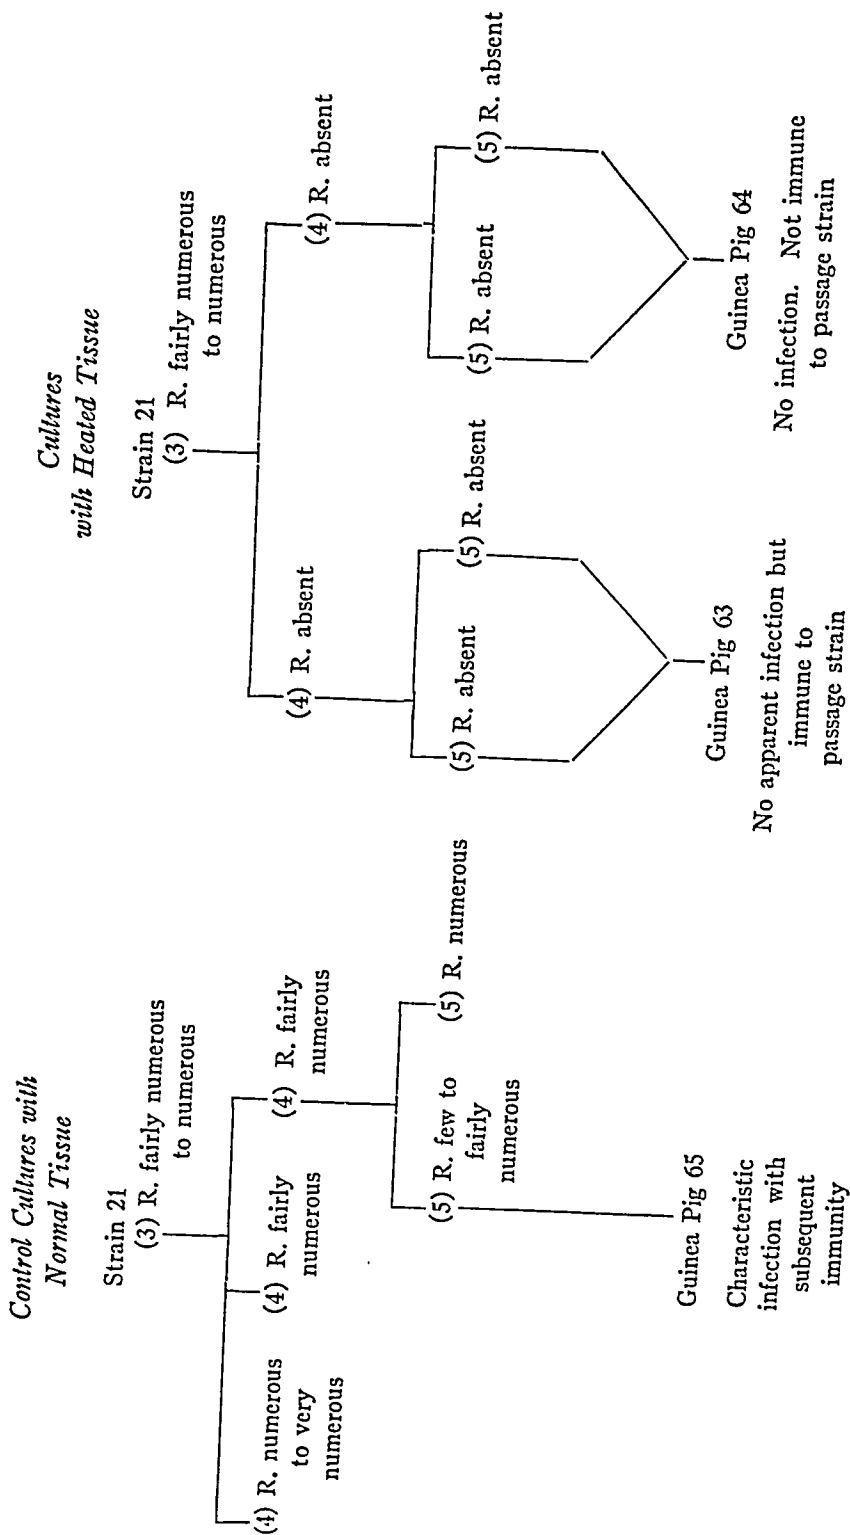 Control Cultures with
Normal Tissue
Strain 21
(3) R. fairly numerous
to numerous
(4) R. numerous
to very
numerous
(4) R. fairly
numerous
(4) R. fairly
numerous
(5) R. few to
fairly
numerous
(5) R. numerous
Guinea Pig 65
Characteristic
infection with
subsequent
immunity
Cultures
with Heated Tissue
Strain 21
(3) R. fairly numerous
to numerous
(4) R. absent
(4) R. absent
(5) R. absent
(5) R. absent
(5) R. absent
(5) R. absent
Guinea Pig 63
No apparent infection but
immune to
passage strain
Guinea Pig 64
No infection. Not immune
to passage strain